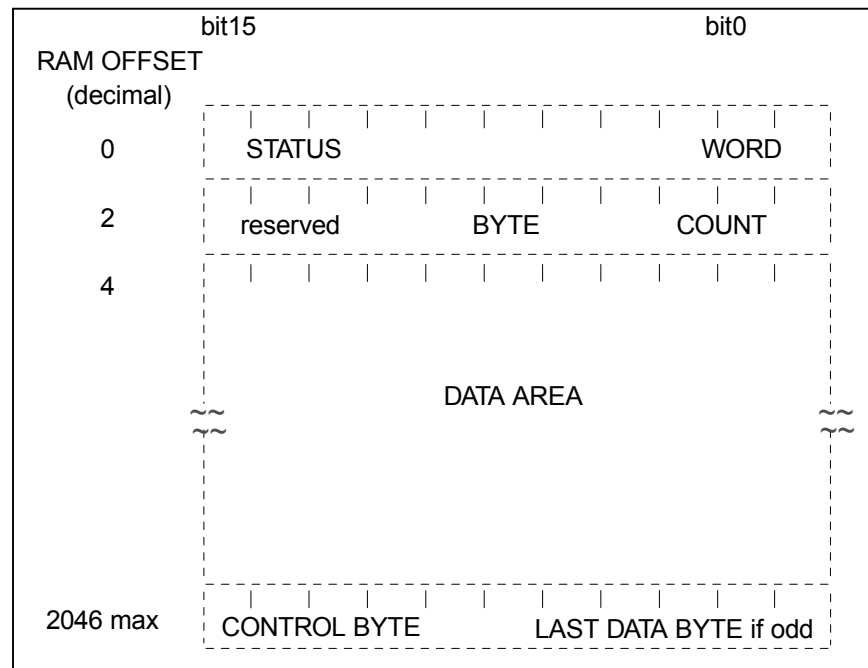 bit15 bit0
RAM OFFSET
(decimal)
0 STATUS WORD
2 reserved BYTE COUNT
4
DATA AREA
2046 max CONTROL BYTE LAST DATA BYTE if odd